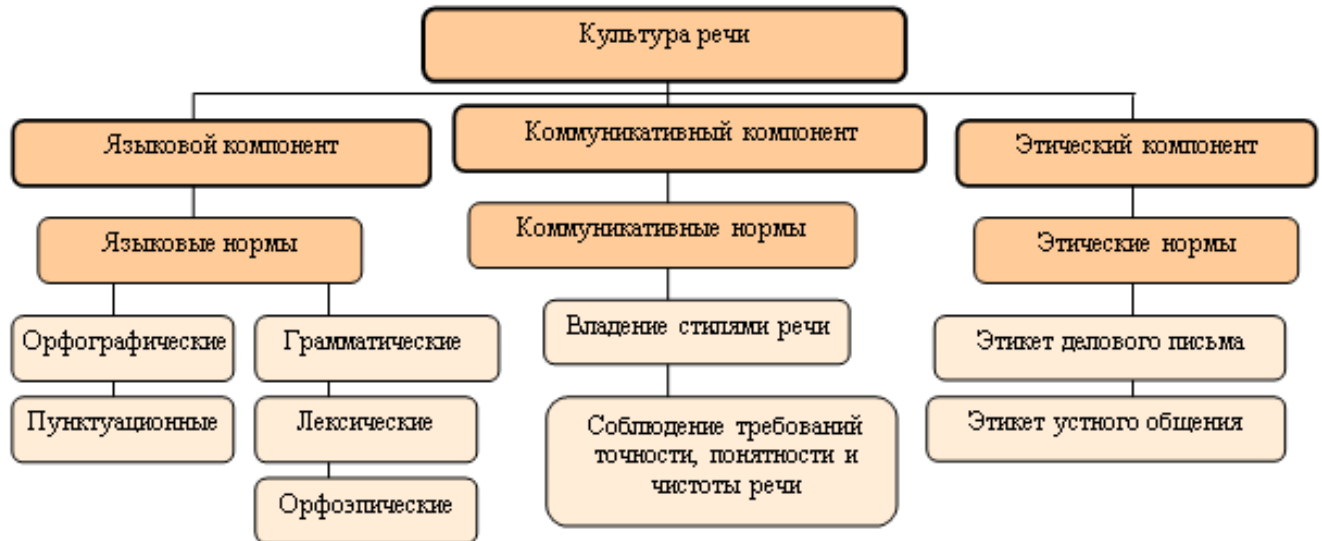 Культура речи
Языковой компонент
Коммуникативный компонент
Этический компонент
Языковые нормы
Коммуникативные нормы
Этические нормы
Орфографические
Грамматические
Владение стилями речи
Этикет делового письма
Пунктуационные
Лексические
Соблюдение требований
точности, понятности и
чистоты речи
Этикет устного общения
Орфоэпические